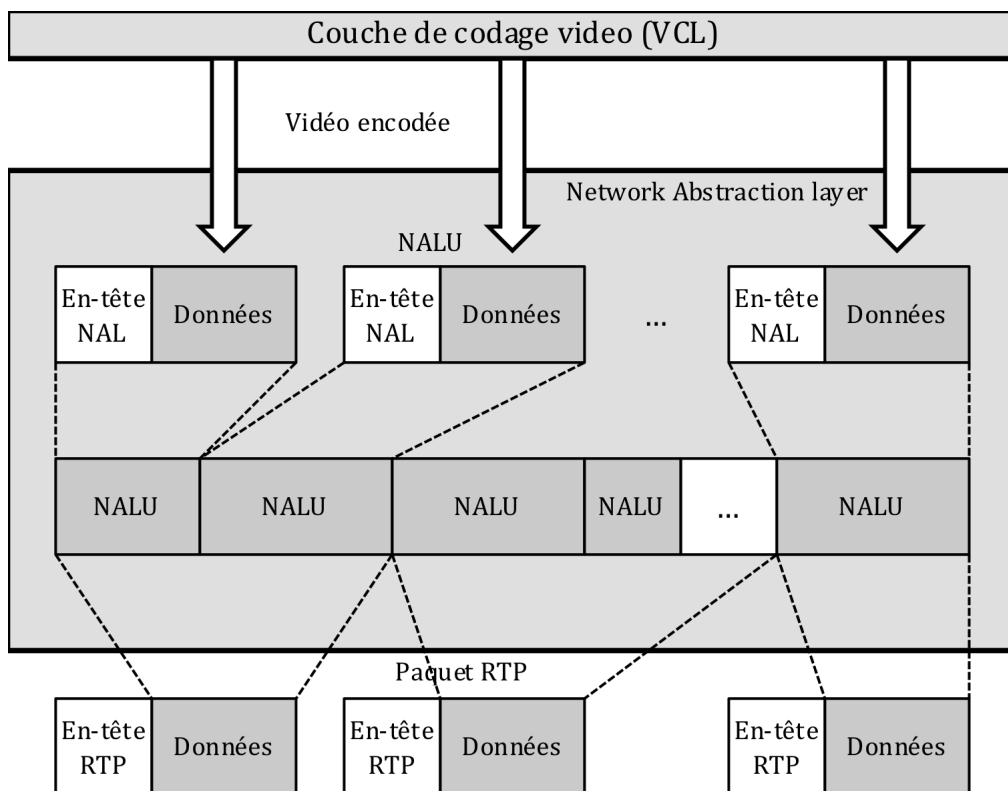 Couche de codage video (VCL)
Vidéo encodée
Network Abstraction layer
NALU
En-tête NAL Données En-tête NAL Données ... En-tête NAL Données
NALU NALU NALU NALU ... NALU
Paquet RTP
En-tête RTP Données En-tête RTP Données En-tête RTP Données